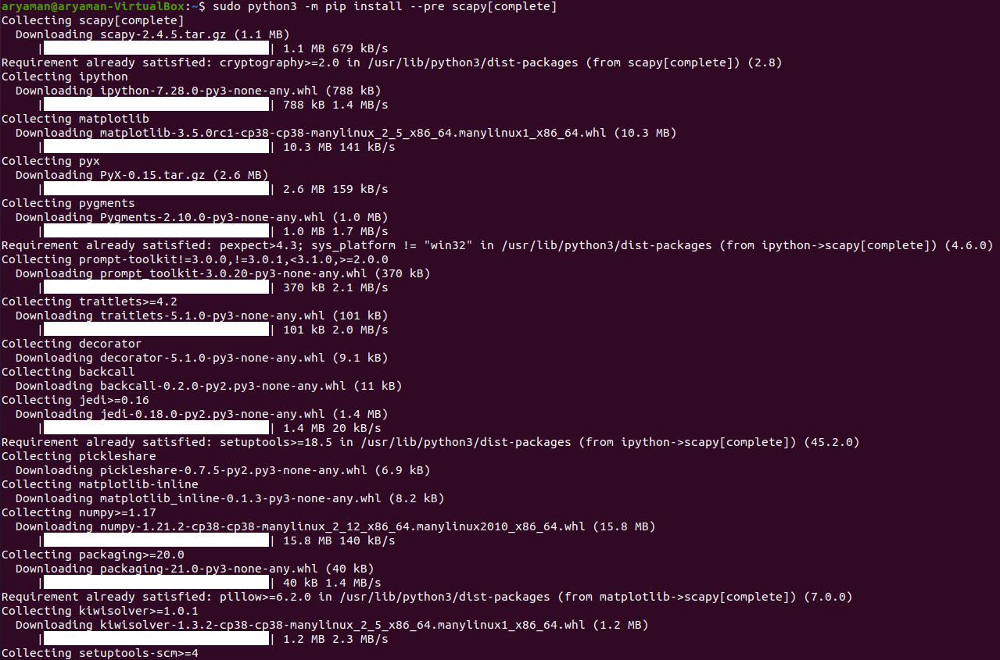 aryaman@aryaman-VirtualBox:~$ sudo python3 -m pip install --pre scapy[complete]
Collecting scapy[complete]
  Downloading scapy-2.4.5.tar.gz (1.1 MB)
     |████████████████████████████████| 1.1 MB 679 kB/s
Requirement already satisfied: cryptography>=2.0 in /usr/lib/python3/dist-packages (from scapy[complete]) (2.8)
Collecting ipython
  Downloading ipython-7.28.0-py3-none-any.whl (788 kB)
     |████████████████████████████████| 788 kB 1.4 MB/s
Collecting matplotlib
  Downloading matplotlib-3.5.0rc1-cp38-cp38-manylinux_2_5_x86_64.manylinux1_x86_64.whl (10.3 MB)
     |████████████████████████████████| 10.3 MB 141 kB/s
Collecting pyx
  Downloading PyX-0.15.tar.gz (2.6 MB)
     |████████████████████████████████| 2.6 MB 159 kB/s
Collecting pygments
  Downloading Pygments-2.10.0-py3-none-any.whl (1.0 MB)
     |████████████████████████████████| 1.0 MB 1.7 MB/s
Requirement already satisfied: pexpect>4.3; sys_platform != "win32" in /usr/lib/python3/dist-packages (from ipython->scapy[complete]) (4.6.0)
Collecting prompt-toolkit!=3.0.0,!=3.0.1,<3.1.0,>=2.0.0
  Downloading prompt_toolkit-3.0.20-py3-none-any.whl (370 kB)
     |████████████████████████████████| 370 kB 2.1 MB/s
Collecting traitlets>=4.2
  Downloading traitlets-5.1.0-py3-none-any.whl (101 kB)
     |████████████████████████████████| 101 kB 2.0 MB/s
Collecting decorator
  Downloading decorator-5.1.0-py3-none-any.whl (9.1 kB)
Collecting backcall
  Downloading backcall-0.2.0-py2.py3-none-any.whl (11 kB)
Collecting jedi>=0.16
  Downloading jedi-0.18.0-py2.py3-none-any.whl (1.4 MB)
     |████████████████████████████████| 1.4 MB 20 kB/s
Requirement already satisfied: setuptools>=18.5 in /usr/lib/python3/dist-packages (from ipython->scapy[complete]) (45.2.0)
Collecting pickleshare
  Downloading pickleshare-0.7.5-py2.py3-none-any.whl (6.9 kB)
Collecting matplotlib-inline
  Downloading matplotlib_inline-0.1.3-py3-none-any.whl (8.2 kB)
Collecting numpy>=1.17
  Downloading numpy-1.21.2-cp38-cp38-manylinux_2_12_x86_64.manylinux2010_x86_64.whl (15.8 MB)
     |████████████████████████████████| 15.8 MB 140 kB/s
Collecting packaging>=20.0
  Downloading packaging-21.0-py3-none-any.whl (40 kB)
     |████████████████████████████████| 40 kB 1.4 MB/s
Requirement already satisfied: pillow>=6.2.0 in /usr/lib/python3/dist-packages (from matplotlib->scapy[complete]) (7.0.0)
Collecting kiwisolver>=1.0.1
  Downloading kiwisolver-1.3.2-cp38-cp38-manylinux_2_5_x86_64.manylinux1_x86_64.whl (1.2 MB)
     |████████████████████████████████| 1.2 MB 2.3 MB/s
Collecting setuptools-scm>=4